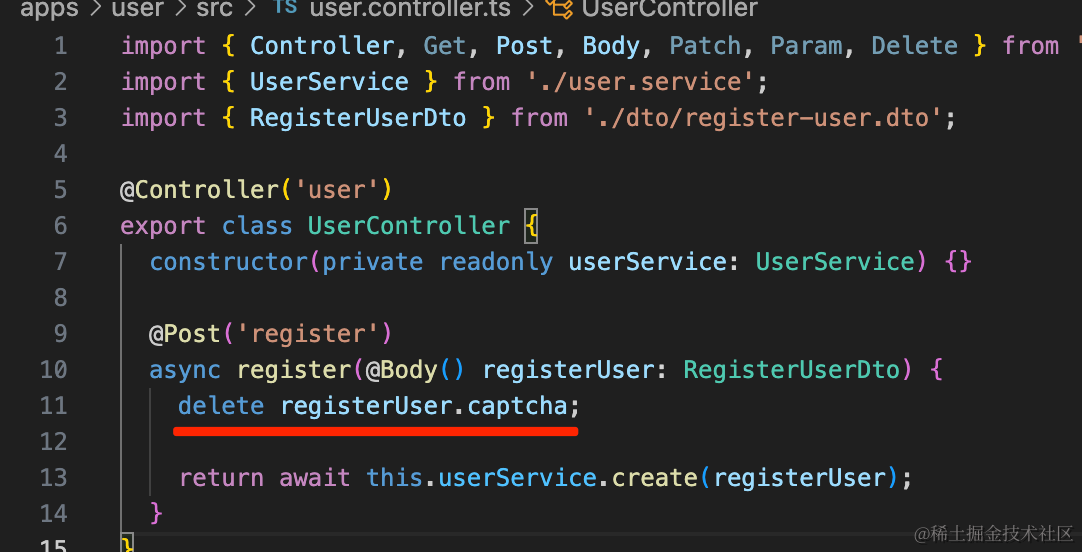 apps > user > src > TS user.controller.ts > UserController
1 import { Controller, Get, Post, Body, Patch, Param, Delete } from '
2 import { UserService } from './user.service';
3 import { RegisterUserDto } from './dto/register-user.dto';
4
5 @Controller('user')
6 export class UserController {
7 constructor(private readonly userService: UserService) {}
8
9 @Post('register')
10 async register(@Body() registerUser: RegisterUserDto) {
11 delete registerUser.captcha;
12
13 return await this.userService.create(registerUser);
14 }
15 }
@稀土掘金技术社区